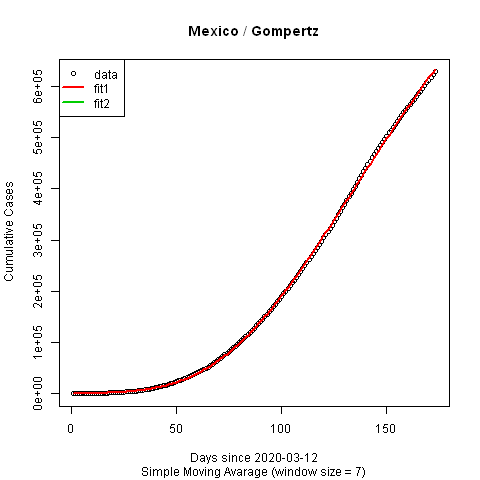 Mexico / Gompertz
data
fit1
fit2
Cumulative Cases
6e+05
5e+05
4e+05
3e+05
2e+05
1e+05
0e+00
0 50 100 150
Days since 2020-03-12
Simple Moving Avarage (window size = 7)